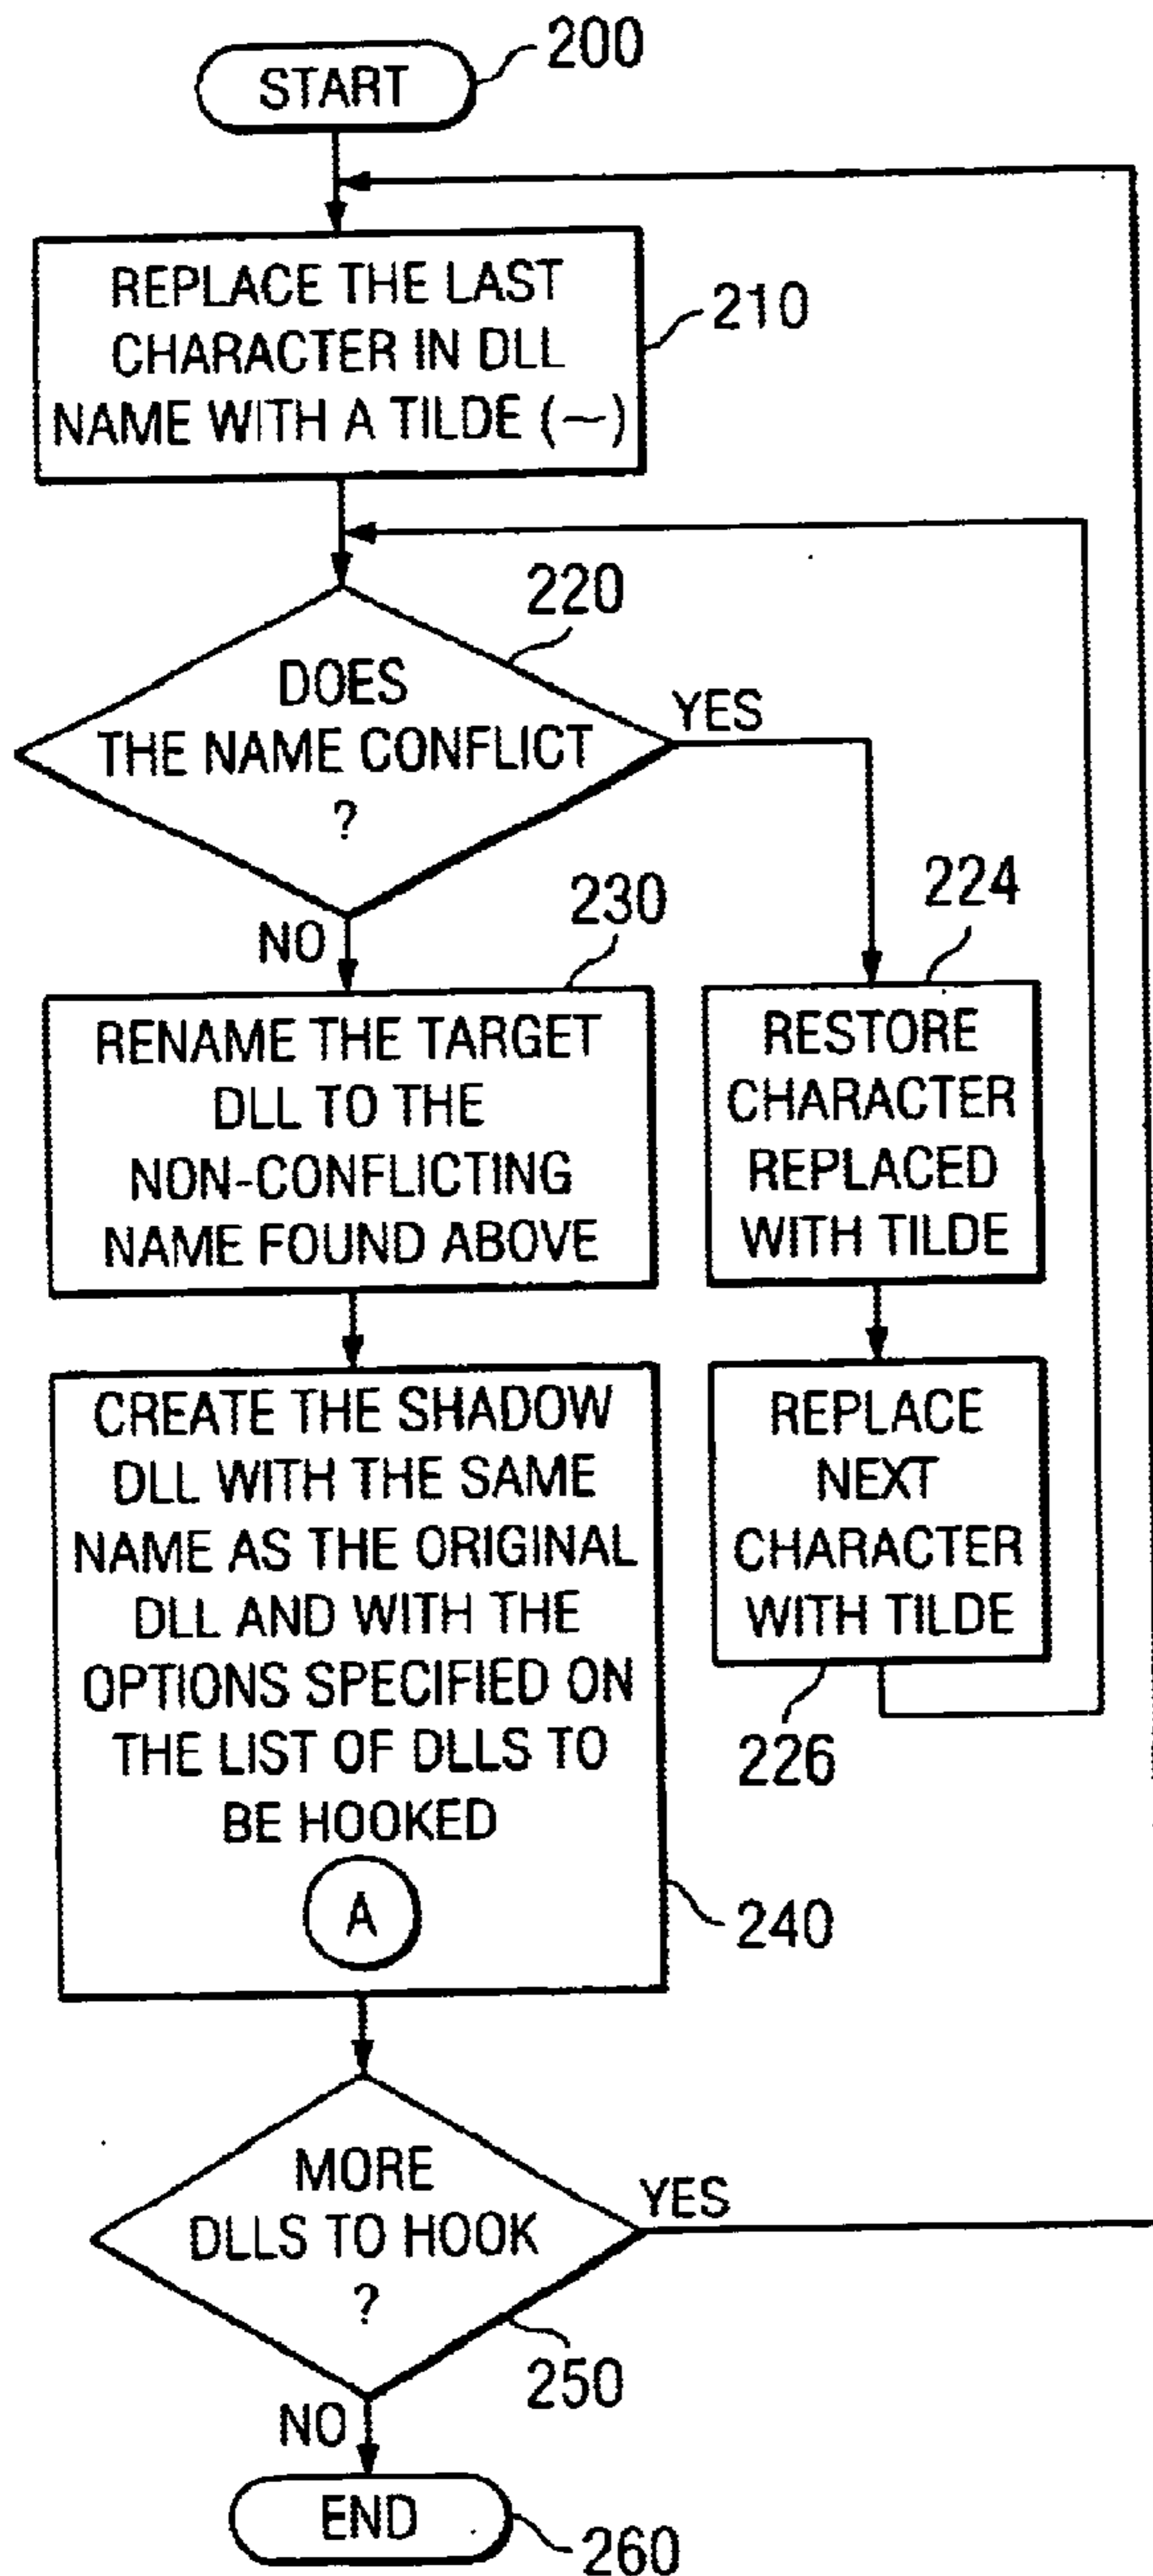 START
200
REPLACE THE LAST
CHARACTER IN DLL
NAME WITH A TILDE (~)
210
220
DOES
THE NAME CONFLICT
?
YES
NO
230
RENAME THE TARGET
DLL TO THE
NON-CONFLICTING
NAME FOUND ABOVE
224
RESTORE
CHARACTER
REPLACED
WITH TILDE
REPLACE
NEXT
CHARACTER
WITH TILDE
226
CREATE THE SHADOW
DLL WITH THE SAME
NAME AS THE ORIGINAL
DLL AND WITH THE
OPTIONS SPECIFIED ON
THE LIST OF DLLS TO
BE HOOKED
A
240
MORE
DLLS TO HOOK
?
YES
250
NO
END
260